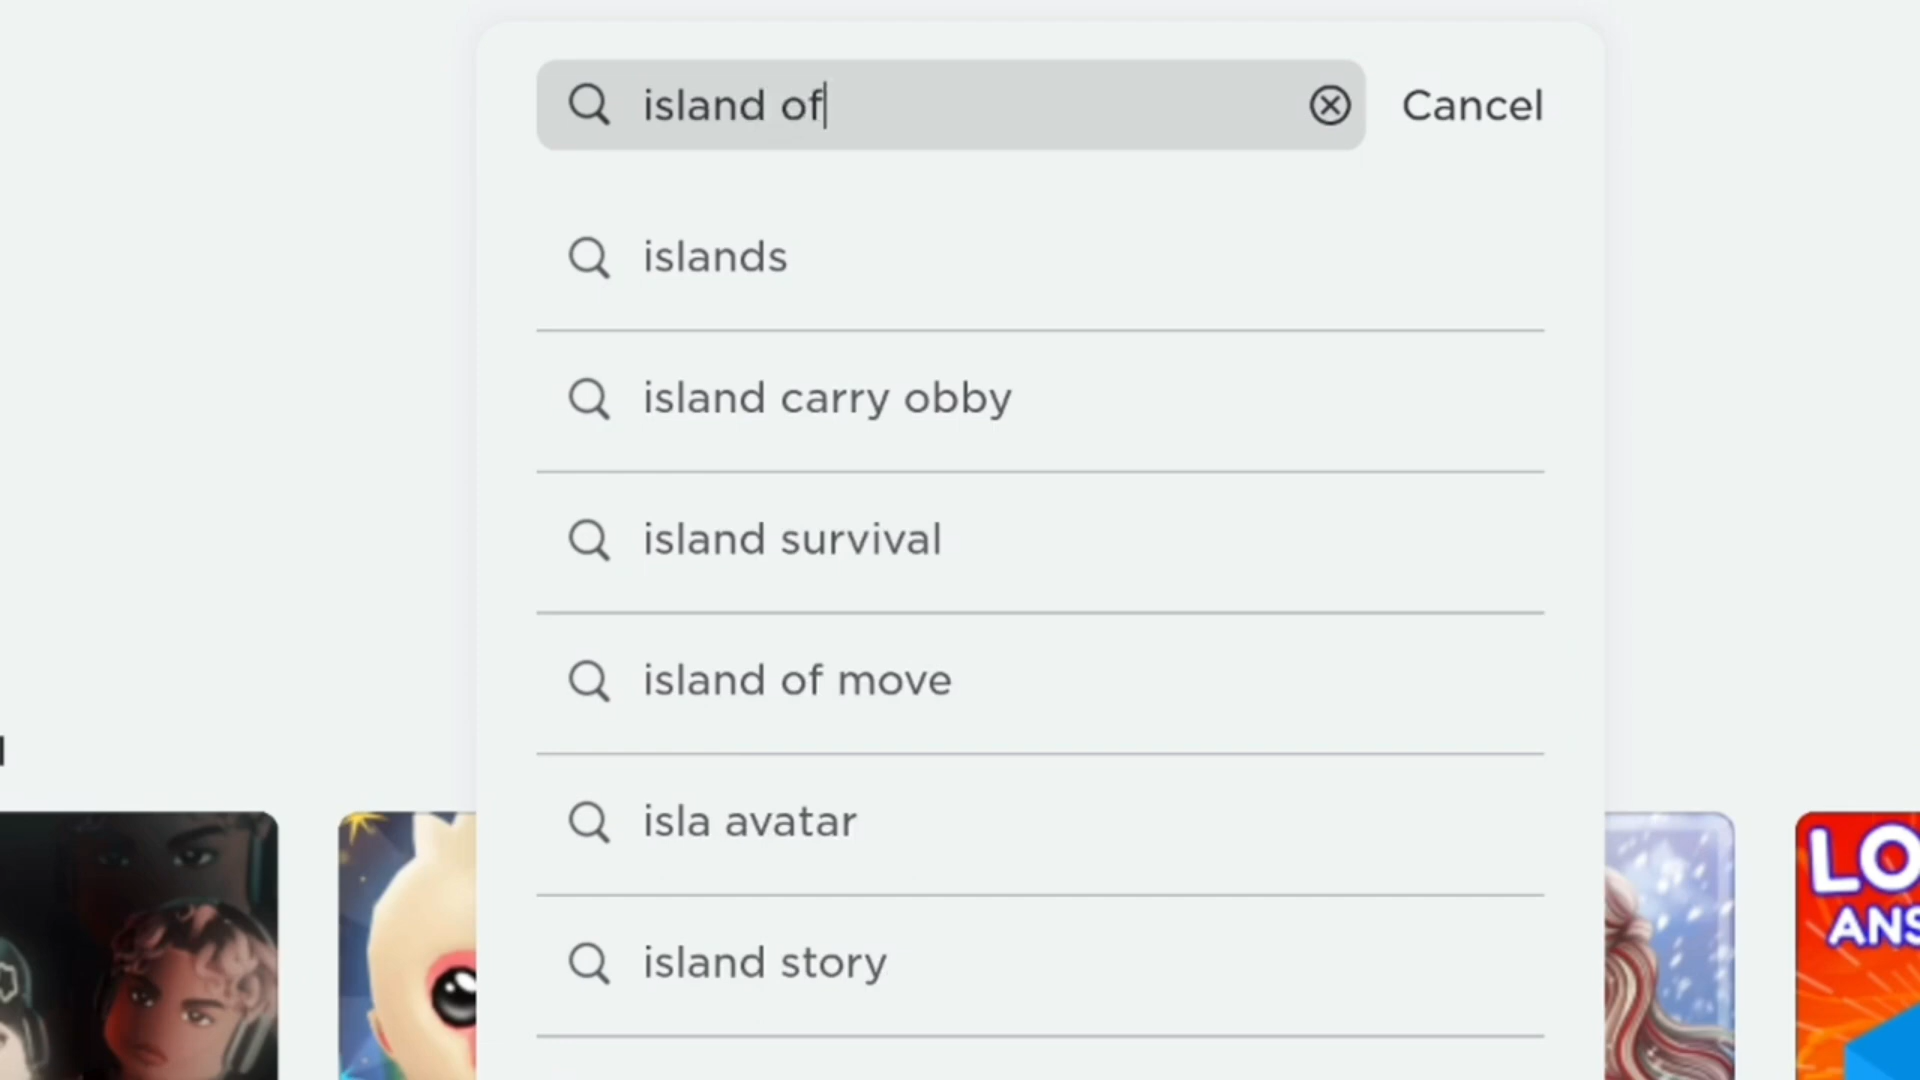 island of
Cancel
islands
island carry obby
island survival
island of move
isla avatar
island story
LO
ANS